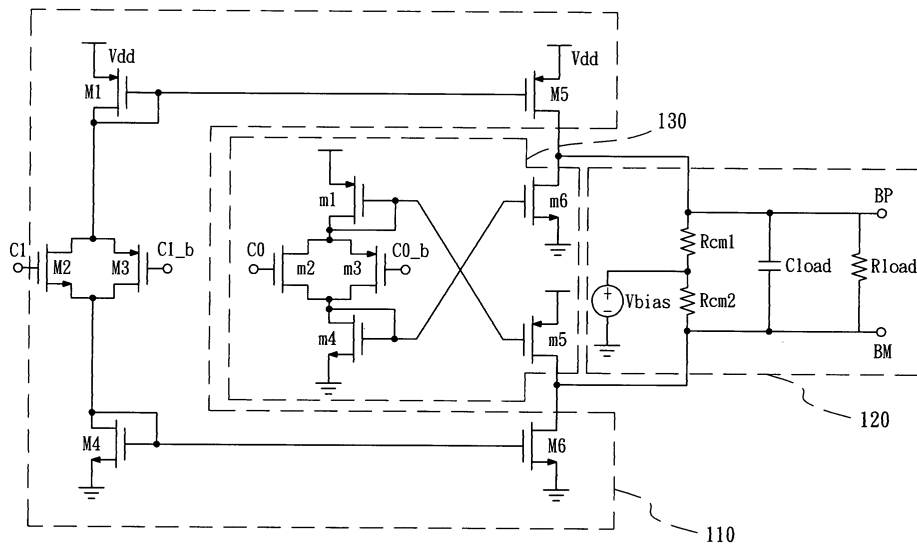 Vdd
M1
Vdd
M5
130
m1
m6
BP
C1
M2
M3
C1_b
C0
m2
m3
C0_b
Rcm1
Cload
Rload
Vbias
Rcm2
m4
m5
BM
120
M4
M6
110